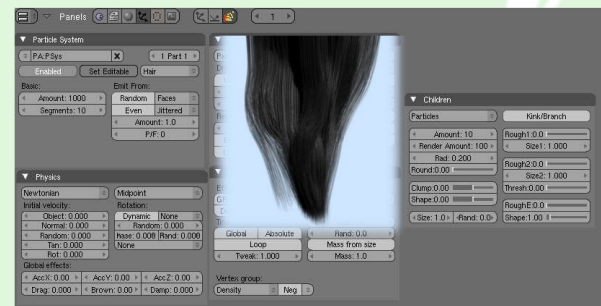 Panels
1
Particle System
PA:PSys
X
1 Part 1
Enabled
Set Editable
Hair
Basic:
Emit From:
Amount: 1000
Segments: 10
Random
Faces
Even
Jittered
Amount: 1.0
P/F: 0
Physics
Newtonian
Midpoint
Initial velocity:
Rotation:
Object: 0.000
Normal: 0.000
Random: 0.000
Tan: 0.000
Rot: 0.000
Dynamic
None
Random: 0.000
Phase: 0.000
Rand: 0.000
None
Global effects:
AccX: 0.00
AccY: 0.00
AccZ: 0.00
Drag: 0.000
Brown: 0.00
Damp: 0.000
Global
Absolute
Rand: 0.0
Loop
Mass from size
Tweak: 1.000
Mass: 1.0
Vertex group:
Density
Neg
Children
Particles
Kink/Branch
Amount: 10
Render Amount: 100
Rad: 0.200
Round:0.00
Rough1:0.0
Size1: 1.000
Rough2:0.0
Size2: 1.000
Thresh:0.00
Clump:0.00
Shape:0.00
RoughE:0.0
Size: 1.0
Rand: 0.0
Shape:1.00